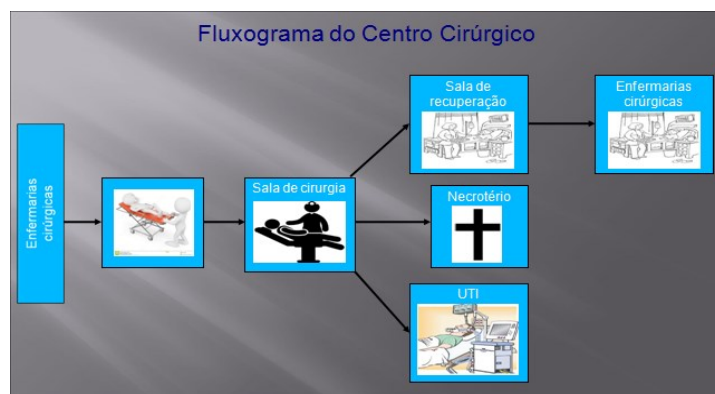 Fluxograma do Centro Cirúrgico
Enfermarias
cirúrgicas
Sala de cirurgia
Sala de
recuperação
Enfermarias
cirúrgicas
Necrotério
UTI